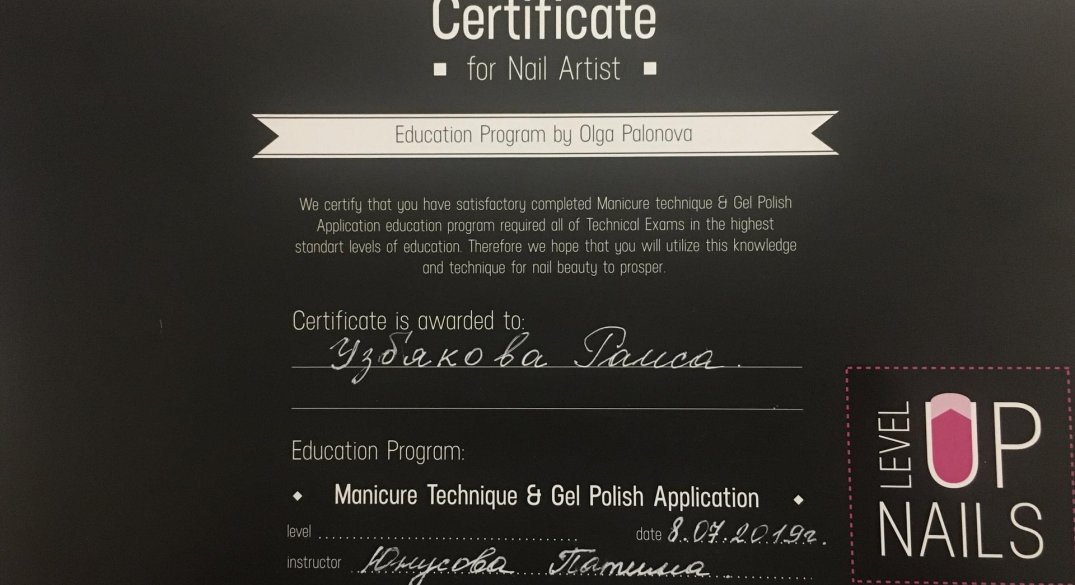 Certificate
for Nail Artist
Education Program by Olga Palonova
We certify that you have satisfactory completed Manicure technique & Gel Polish
Application education program required all of Technical Exams in the highest
standart levels of education. Therefore we hope that you will utilize this knowledge
and technique for nail beauty to prosper.
Certificate is awarded to:
Узбякова Раиса.
Education Program:
Manicure Technique & Gel Polish Application
level
date 8.07.2019г.
instructor Юнусова Патима
LEVEL
UP
NAILS